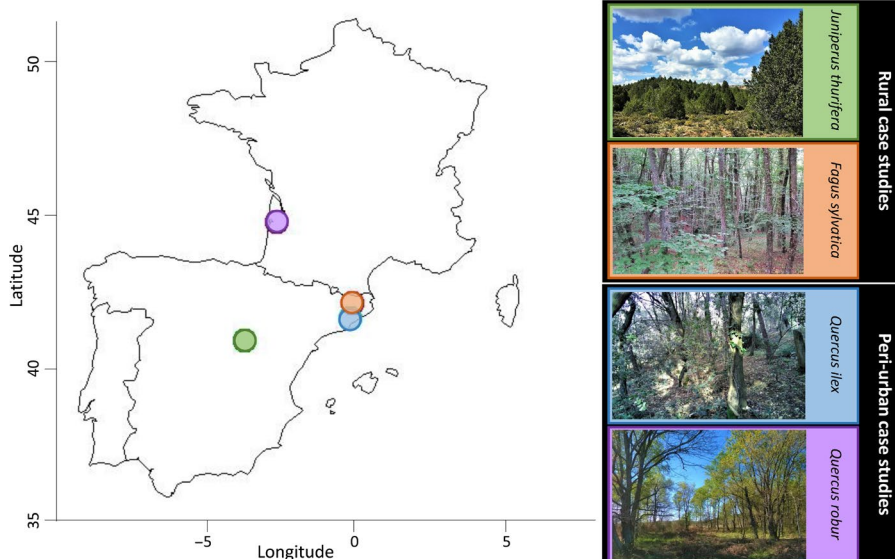 50
45
40
35
Latitude
−5
0
5
Longitude
Rural case studies
Juniperus thurifera
Fagus sylvatica
Peri-urban case studies
Quercus ilex
Quercus robur